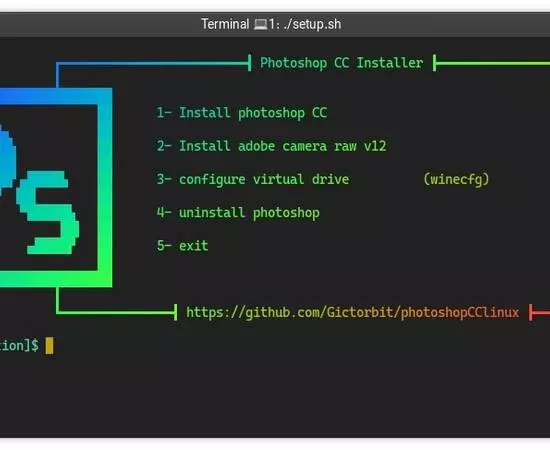 Terminal 💻1: ./setup.sh
Photoshop CC Installer
1- Install photoshop CC
2- Install adobe camera raw v12
3- configure virtual drive (winecfg)
4- uninstall photoshop
5- exit
PS
https://github.com/Gictorbit/photoshopCClinux
ion]$